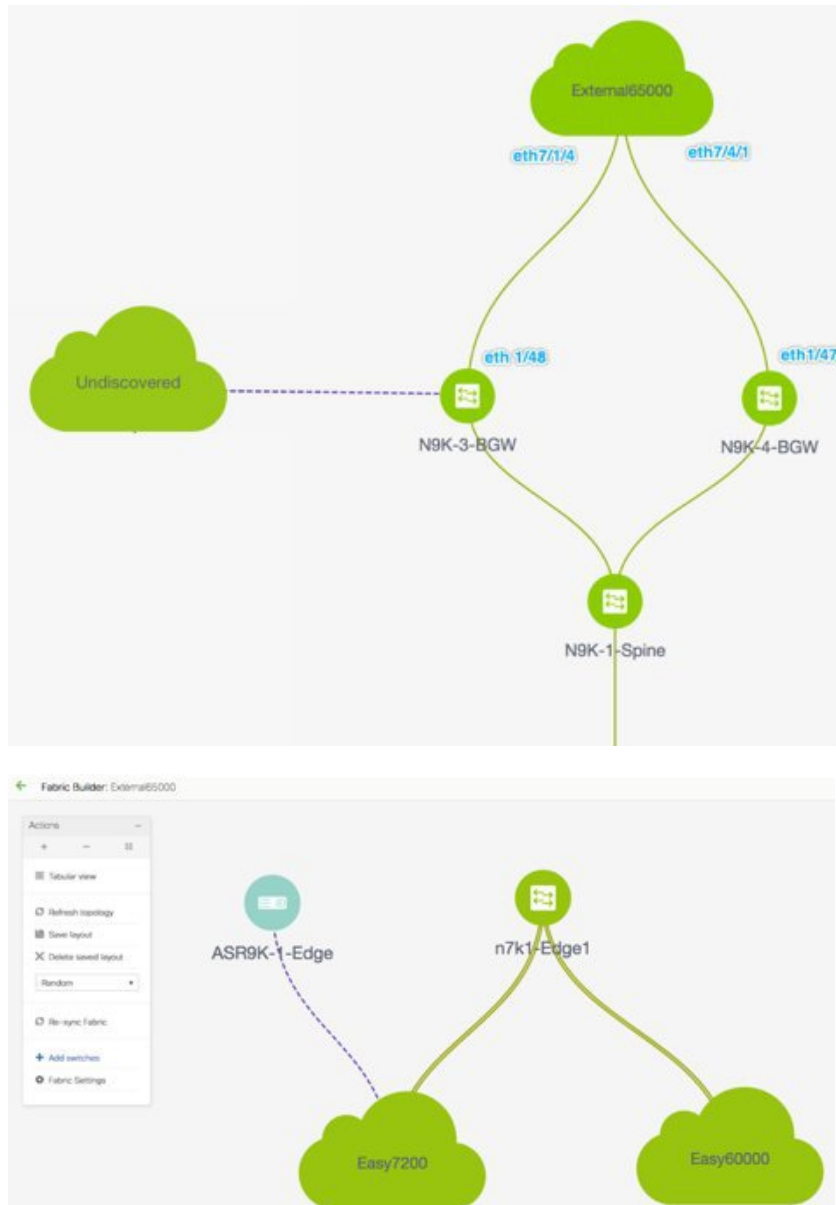 External65000
eth7/1/4
eth7/4/1
Undiscovered
eth 1/48
eth1/47
N9K-3-BGW
N9K-4-BGW
N9K-1-Spine
Fabric Builder: External65000
Actions
Tabular view
Refresh topology
Save layout
Delete saved layout
Random
Re-sync Fabric
Add switches
Fabric Settings
ASR9K-1-Edge
n7k1-Edge1
Easy7200
Easy60000